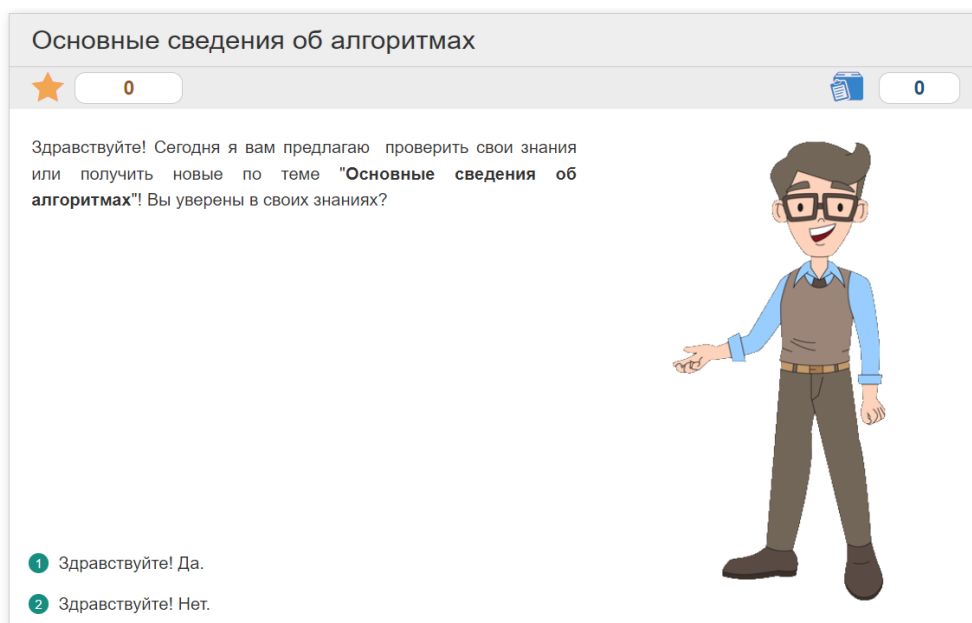 Основные сведения об алгоритмах
0
0
Здравствуйте! Сегодня я вам предлагаю проверить свои знания
или получить новые по теме "Основные сведения об
алгоритмах"! Вы уверены в своих знаниях?
1 Здравствуйте! Да.
2 Здравствуйте! Нет.